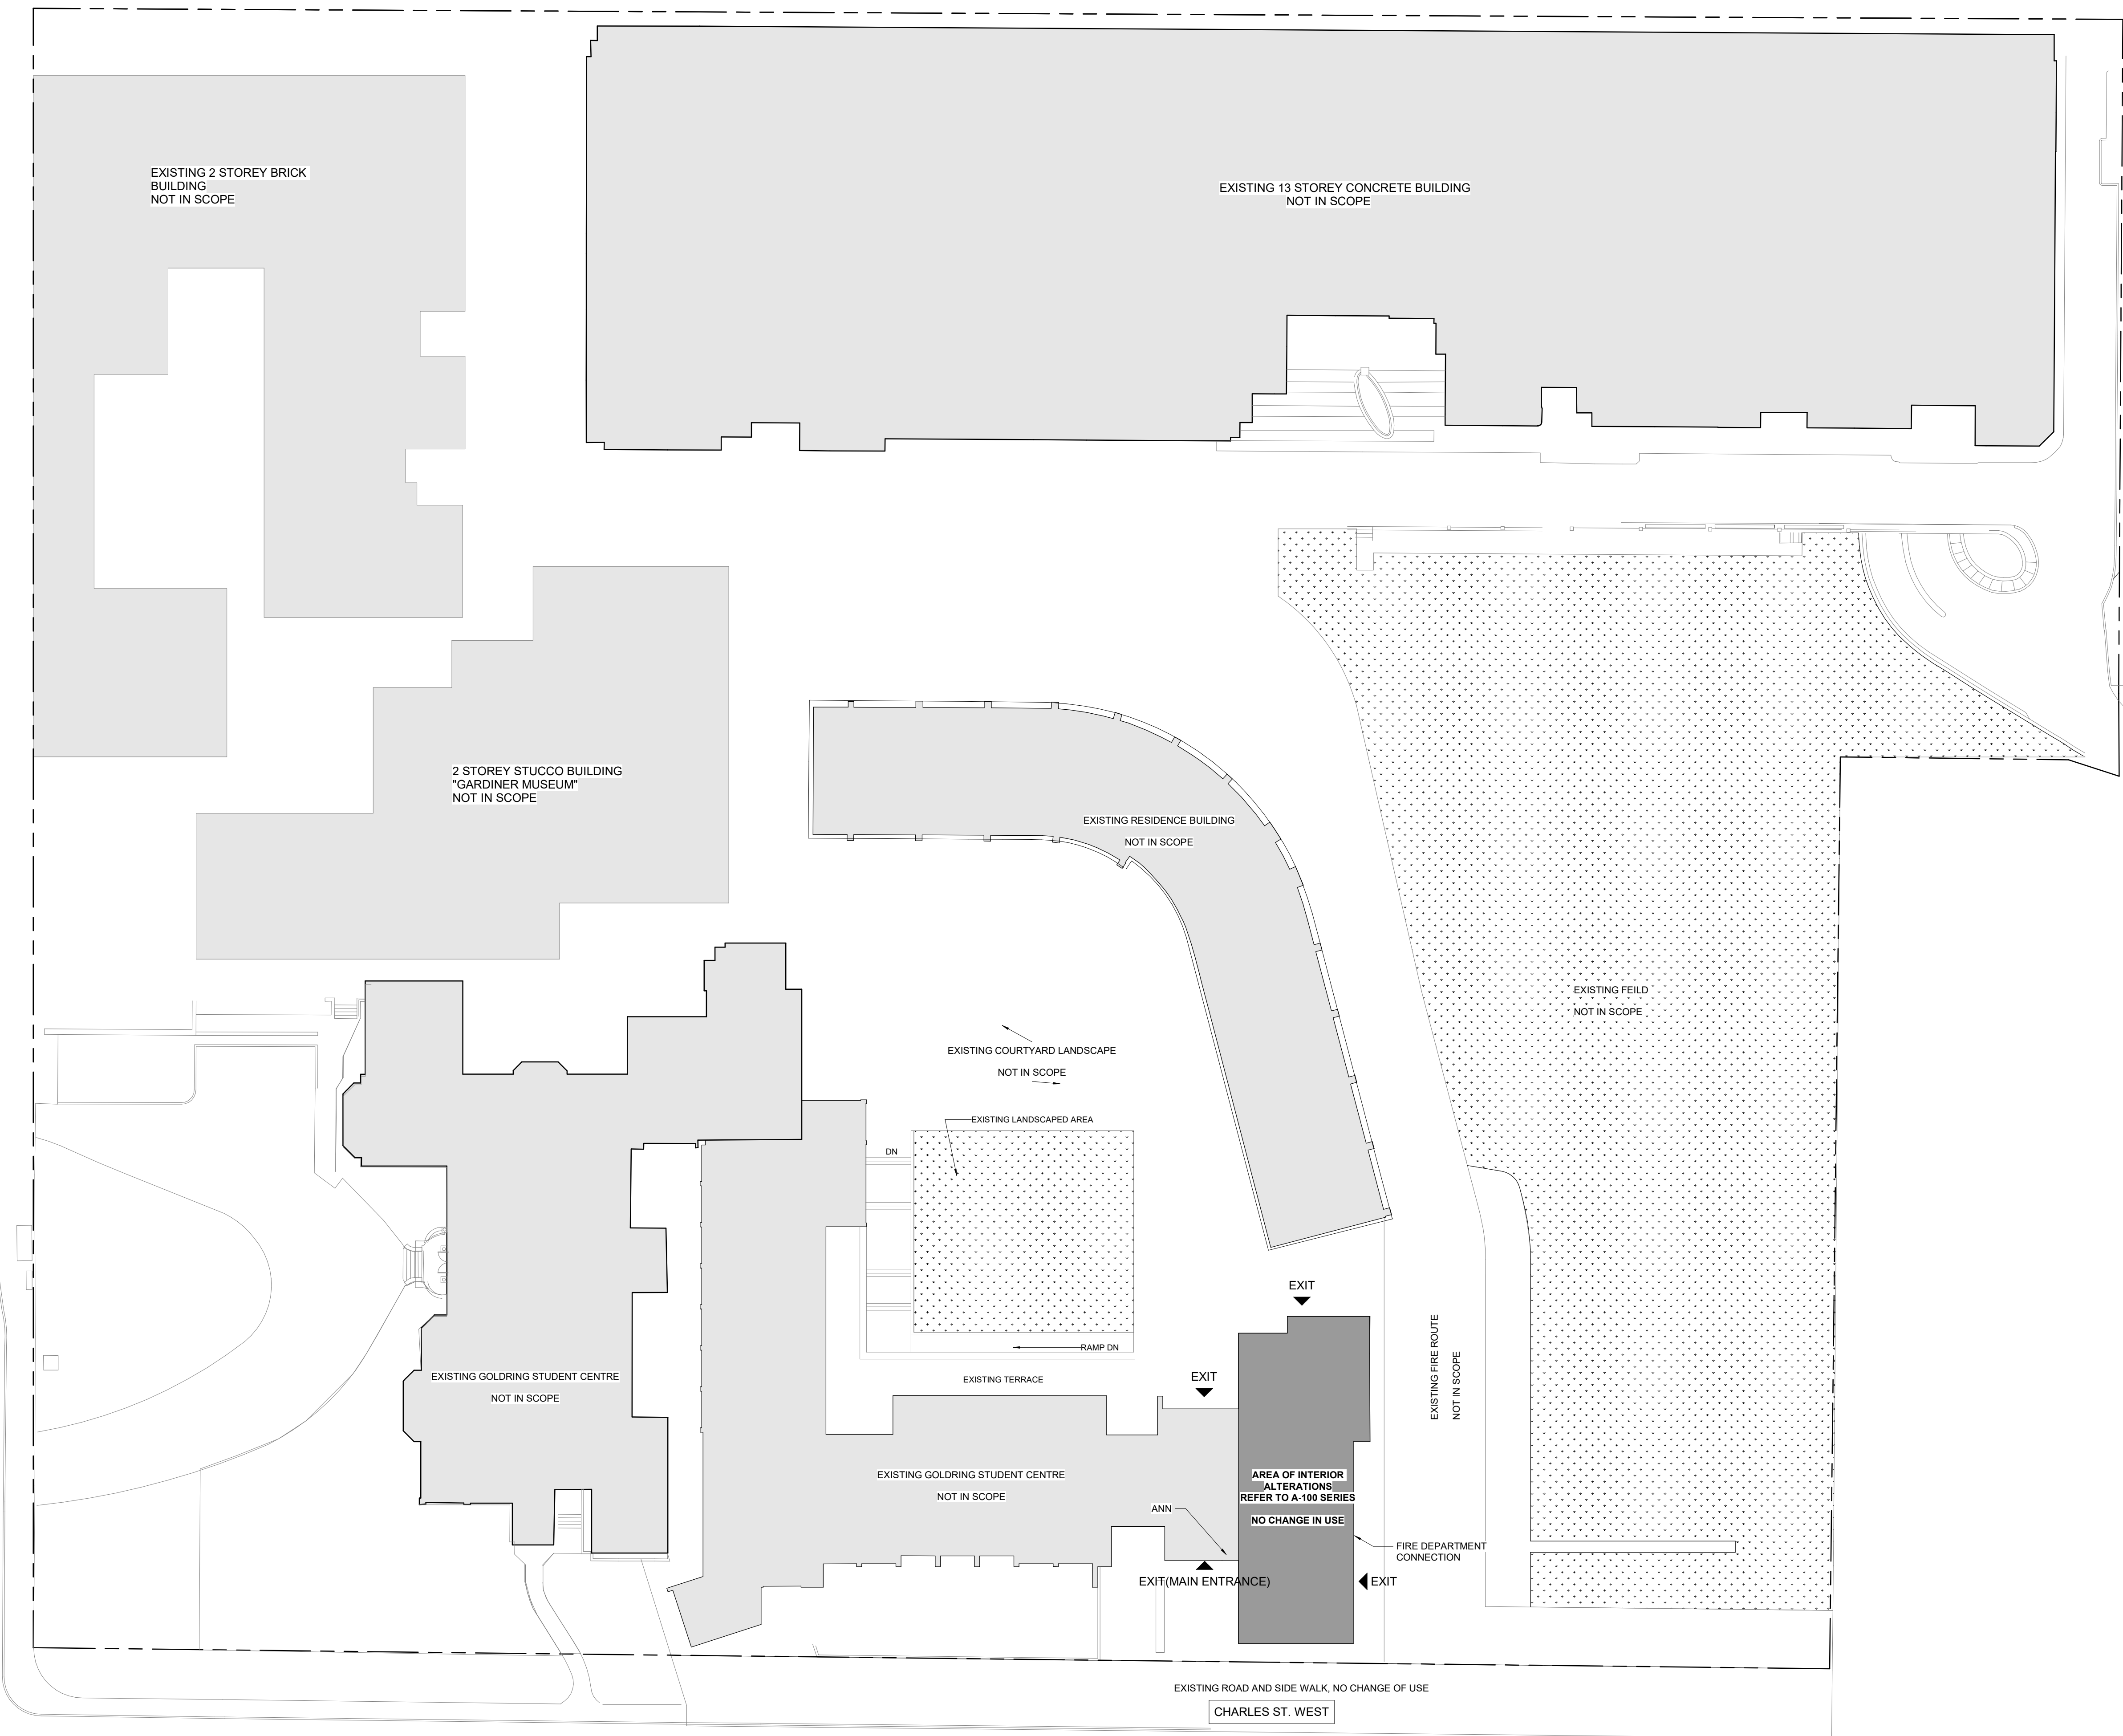 EXISTING 2 STOREY BRICK
BUILDING
NOT IN SCOPE
EXISTING 13 STOREY CONCRETE BUILDING
NOT IN SCOPE
2 STOREY STUCCO BUILDING
"GARDINER MUSEUM"
NOT IN SCOPE
EXISTING RESIDENCE BUILDING
NOT IN SCOPE
EXISTING FEILD
NOT IN SCOPE
EXISTING COURTYARD LANDSCAPE
NOT IN SCOPE
EXISTING LANDSCAPED AREA
DN
RAMP DN
EXISTING TERRACE
EXIT
EXIT
EXISTING FIRE ROUTE
NOT IN SCOPE
EXISTING GOLDRING STUDENT CENTRE
NOT IN SCOPE
EXISTING GOLDRING STUDENT CENTRE
NOT IN SCOPE
AREA OF INTERIOR
ALTERATIONS
REFER TO A-100 SERIES
NO CHANGE IN USE
ANN
FIRE DEPARTMENT
CONNECTION
EXIT(MAIN ENTRANCE)
EXIT
EXISTING ROAD AND SIDE WALK, NO CHANGE OF USE
CHARLES ST. WEST